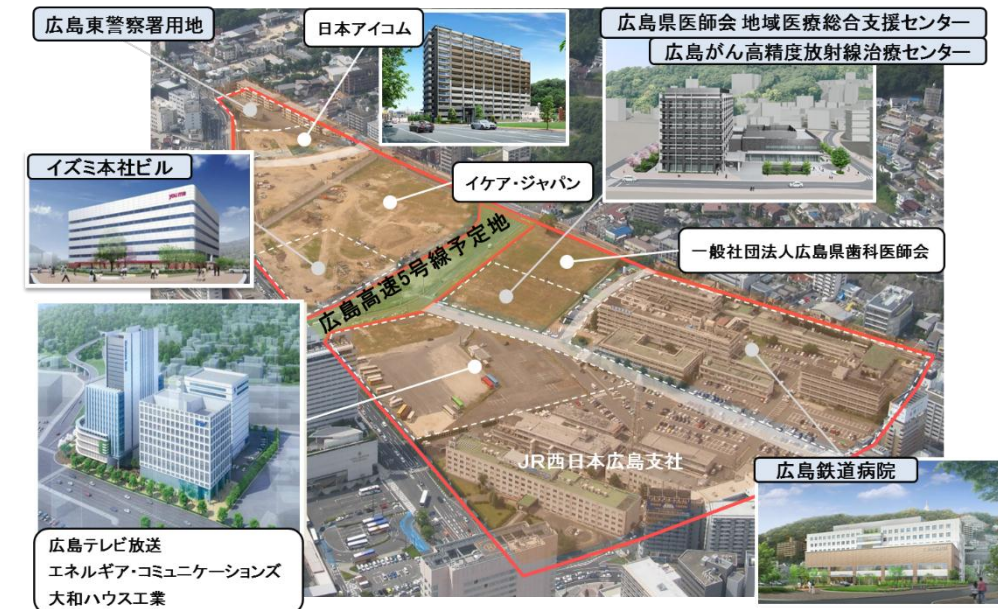 広島東警察署用地
日本アイコム
広島県医師会 地域医療総合支援センター
広島がん高精度放射線治療センター
イズミ本社ビル
イケア・ジャパン
広島高速5号線予定地
一般社団法人広島県歯科医師会
JR西日本広島支社
広島鉄道病院
広島テレビ放送
エネルギア・コミュニケーションズ
大和ハウス工業